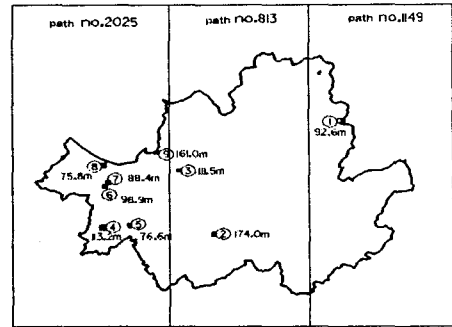 path no.2025 path no.813 path no.1149
① 92.6m
⑨ 161.0m
⑧ 75.8m
③ 111.5m
⑦ 88.4m
⑥ 98.9m
④ 13.2m
⑤ 76.6m
② 174.0m